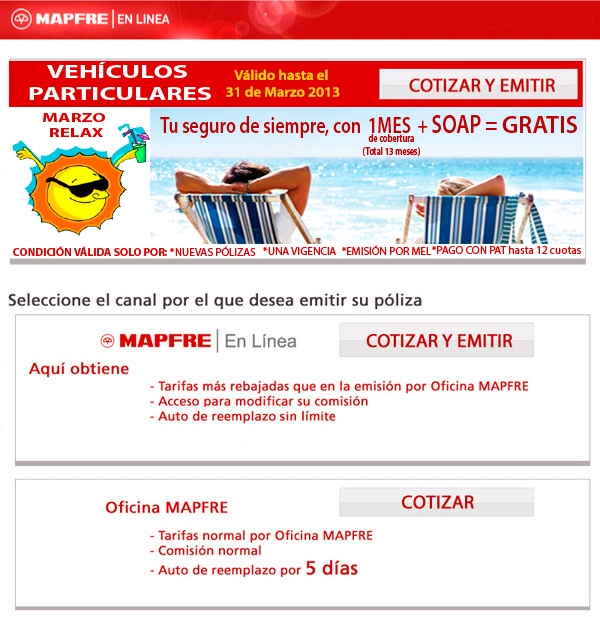 MAPFRE | EN LINEA
VEHÍCULOS PARTICULARES
Válido hasta el
31 de Marzo 2013
COTIZAR Y EMITIR
MARZO
RELAX
Tu seguro de siempre, con 1MES + SOAP = GRATIS
de cobertura
(Total 13 meses)
CONDICIÓN VÁLIDA SOLO POR: *NUEVAS PÓLIZAS *UNA VIGENCIA *EMISIÓN POR MEL *PAGO CON PAT hasta 12 cuotas
Seleccione el canal por el que desea emitir su póliza
MAPFRE | En Línea
COTIZAR Y EMITIR
Aquí obtiene
- Tarifas más rebajadas que en la emisión por Oficina MAPFRE
- Acceso para modificar su comisión
- Auto de reemplazo sin límite
Oficina MAPFRE
COTIZAR
- Tarifas normal por Oficina MAPFRE
- Comisión normal
- Auto de reemplazo por 5 días